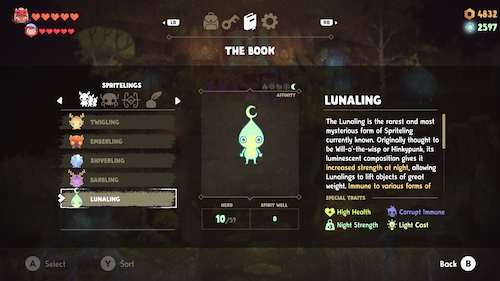 LB
RB
4832
2597
THE BOOK
SPRITELINGS
AFFINITY
TWIGLING
EMBERLING
SHIVERLING
BARBLING
LUNALING
HERD
10/59
SPIRIT WELL
0
LUNALING
The Lunaling is the rarest and most
mysterious form of Spriteling
currently known. Originally thought to
be Will-o'-the-wisp or Hinkypunk, its
luminescent composition gives it
increased strength at night, allowing
Lunalings to lift objects of great
weight. Immune to various forms of
SPECIAL TRAITS
High Health
Corrupt Immune
Night Strength
Light Cast
A Select
Y Sort
Back B